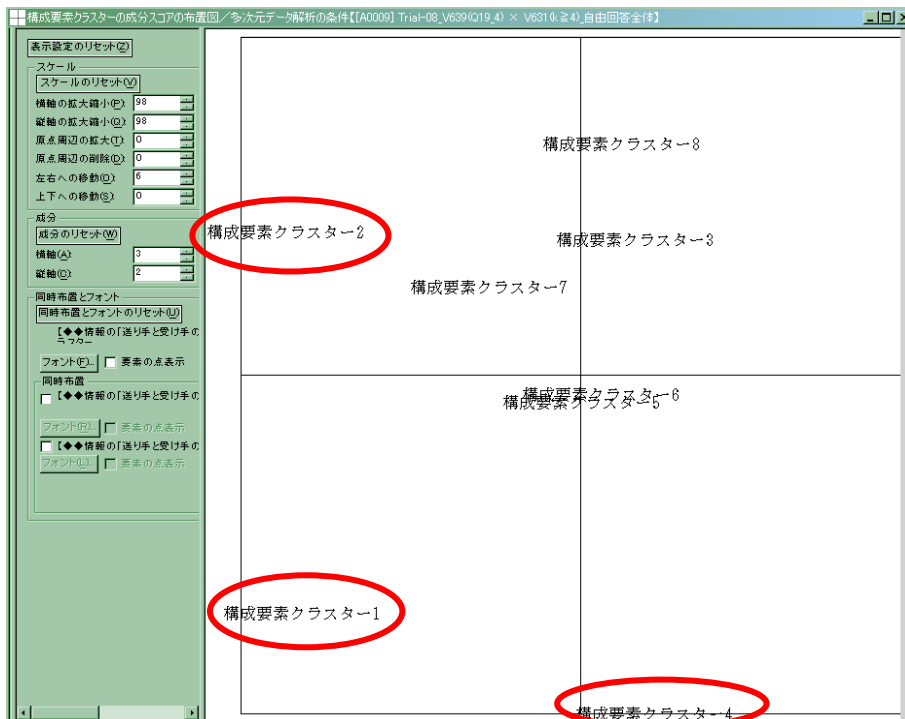 構成要素クラスターの成分スコアの布置図/多次元データ解析の条件【[A0009] Trial-08_V639(Q19_4) × V631(k≧4)_自由回答全体】
表示設定のリセット(Z)
スケール
スケールのリセット(V)
横軸の拡大縮小(P): 98
縦軸の拡大縮小(Q): 98
原点周辺の拡大(T): 0
原点周辺の削除(D): 0
左右への移動(O): 6
上下への移動(S): 0
成分
成分のリセット(W)
横軸(A): 3
縦軸(C): 2
同時布置とフォント
同時布置とフォントのリセット(U)
【◆◆情報の「送り手と受け手の
フォント(F)... 要素の点表示
同時布置
【◆◆情報の「送り手と受け手の
フォント(R)... 要素の点表示
【◆◆情報の「送り手と受け手の
フォント(L)... 要素の点表示
構成要素クラスター8
構成要素クラスター2
構成要素クラスター3
構成要素クラスター7
構成要素クラスター6
構成要素クラスター5
構成要素クラスター1
構成要素クラスター4